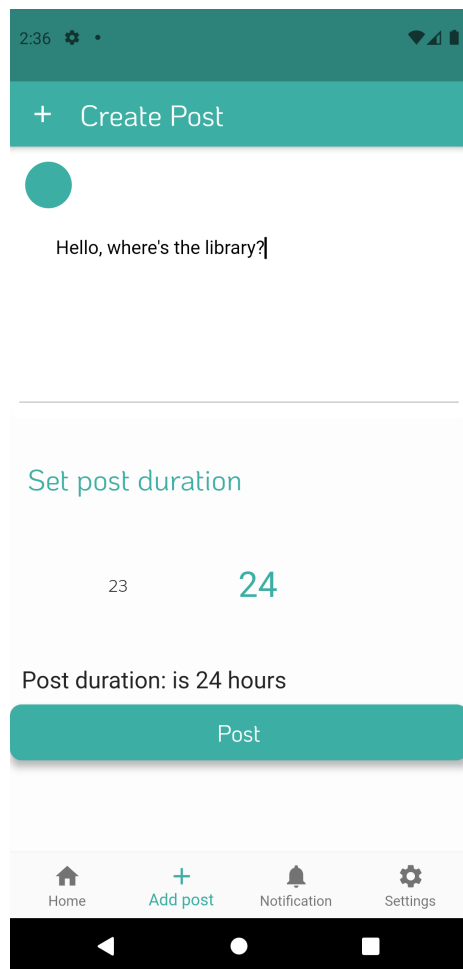 2:36
+ Create Post
Hello, where's the library?
Set post duration
23 24
Post duration: is 24 hours
Post
Home Add post Notification Settings